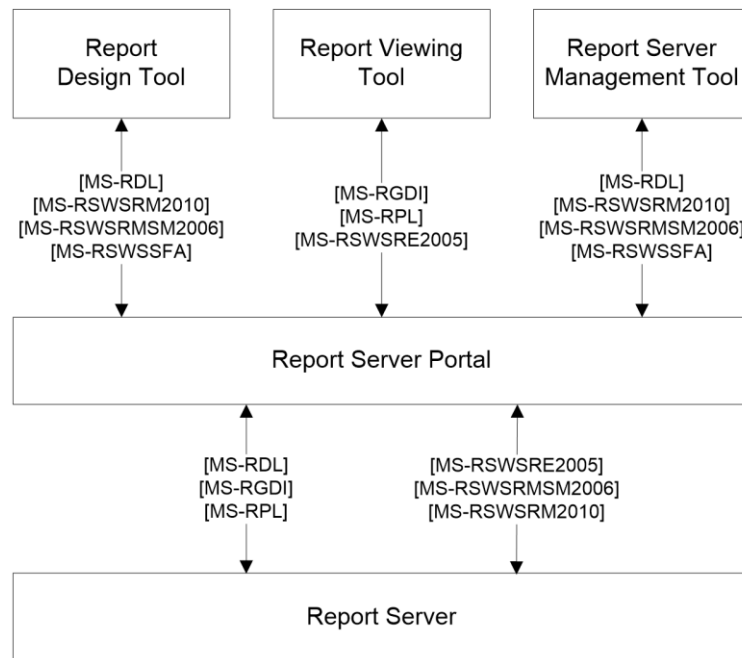 Report
Design Tool
Report Viewing
Tool
Report Server
Management Tool
[MS-RDL]
[MS-RSWSRM2010]
[MS-RSWSRMSM2006]
[MS-RSWSSFA]
[MS-RGDI]
[MS-RPL]
[MS-RSWSRE2005]
[MS-RDL]
[MS-RSWSRM2010]
[MS-RSWSRMSM2006]
[MS-RSWSSFA]
Report Server Portal
[MS-RDL]
[MS-RGDI]
[MS-RPL]
[MS-RSWSRE2005]
[MS-RSWSRMSM2006]
[MS-RSWSRM2010]
Report Server